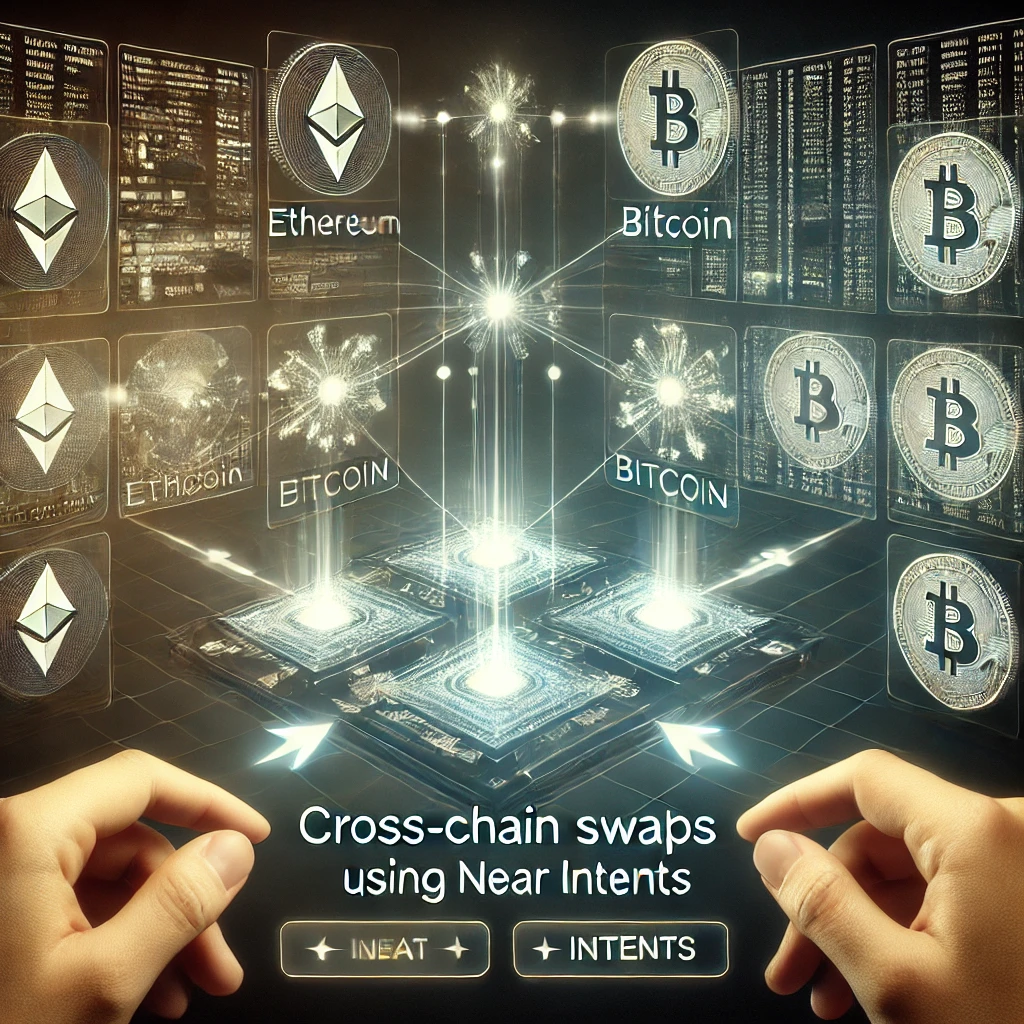 Ethereum
Bitcoin
ETHCOIN
BITCOIN
BITCOIN
Cross-chain swaps
using Near Intents
INEAT
INTENTS